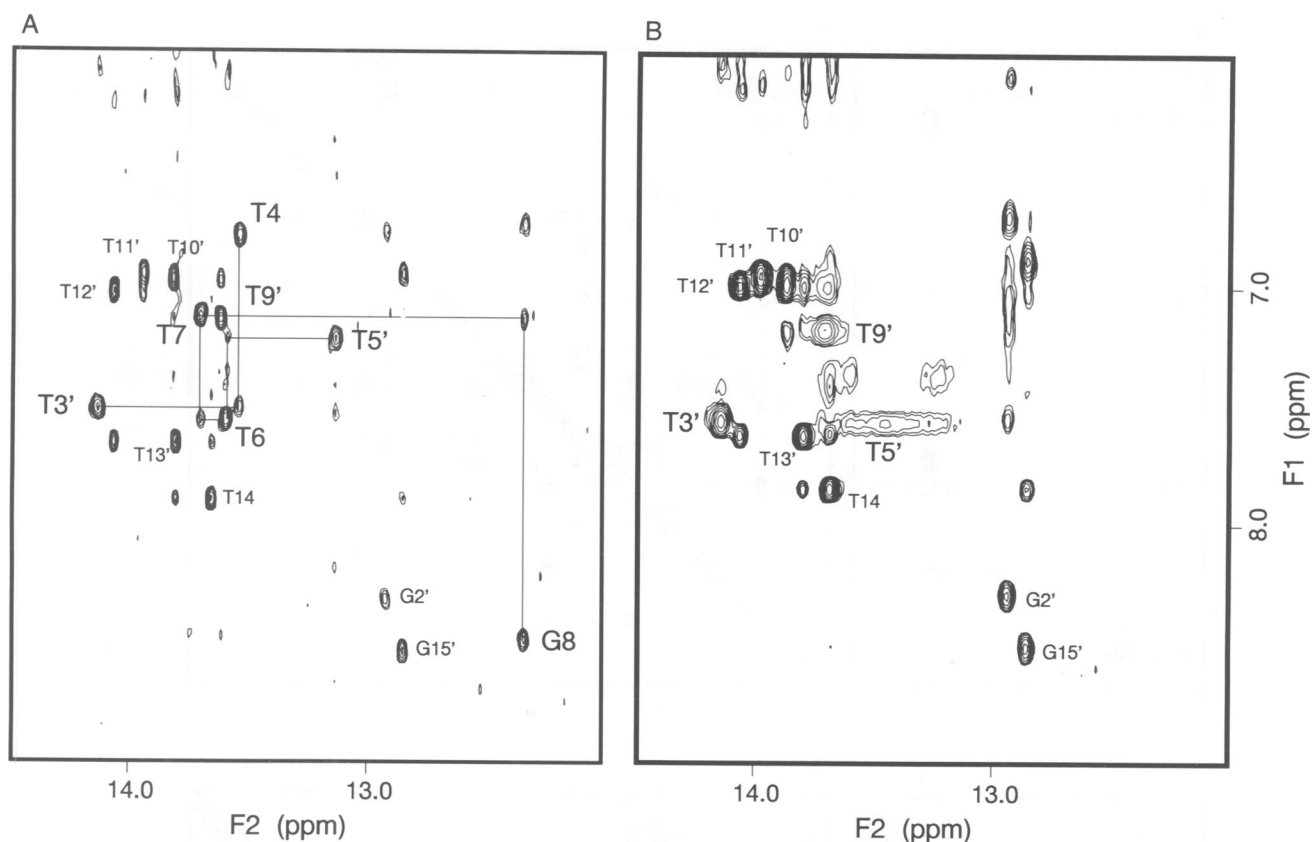 A
T4
T11'
T10'
T12'
T9'
T7
T5'
T3'
T6
T13'
T14
G2'
G15'
G8
14.0
13.0
F2 (ppm)
B
T10'
T11'
T12'
T9'
T3'
T5'
T13'
T14
G2'
G15'
7.0
8.0
F1 (ppm)
14.0
13.0
F2 (ppm)